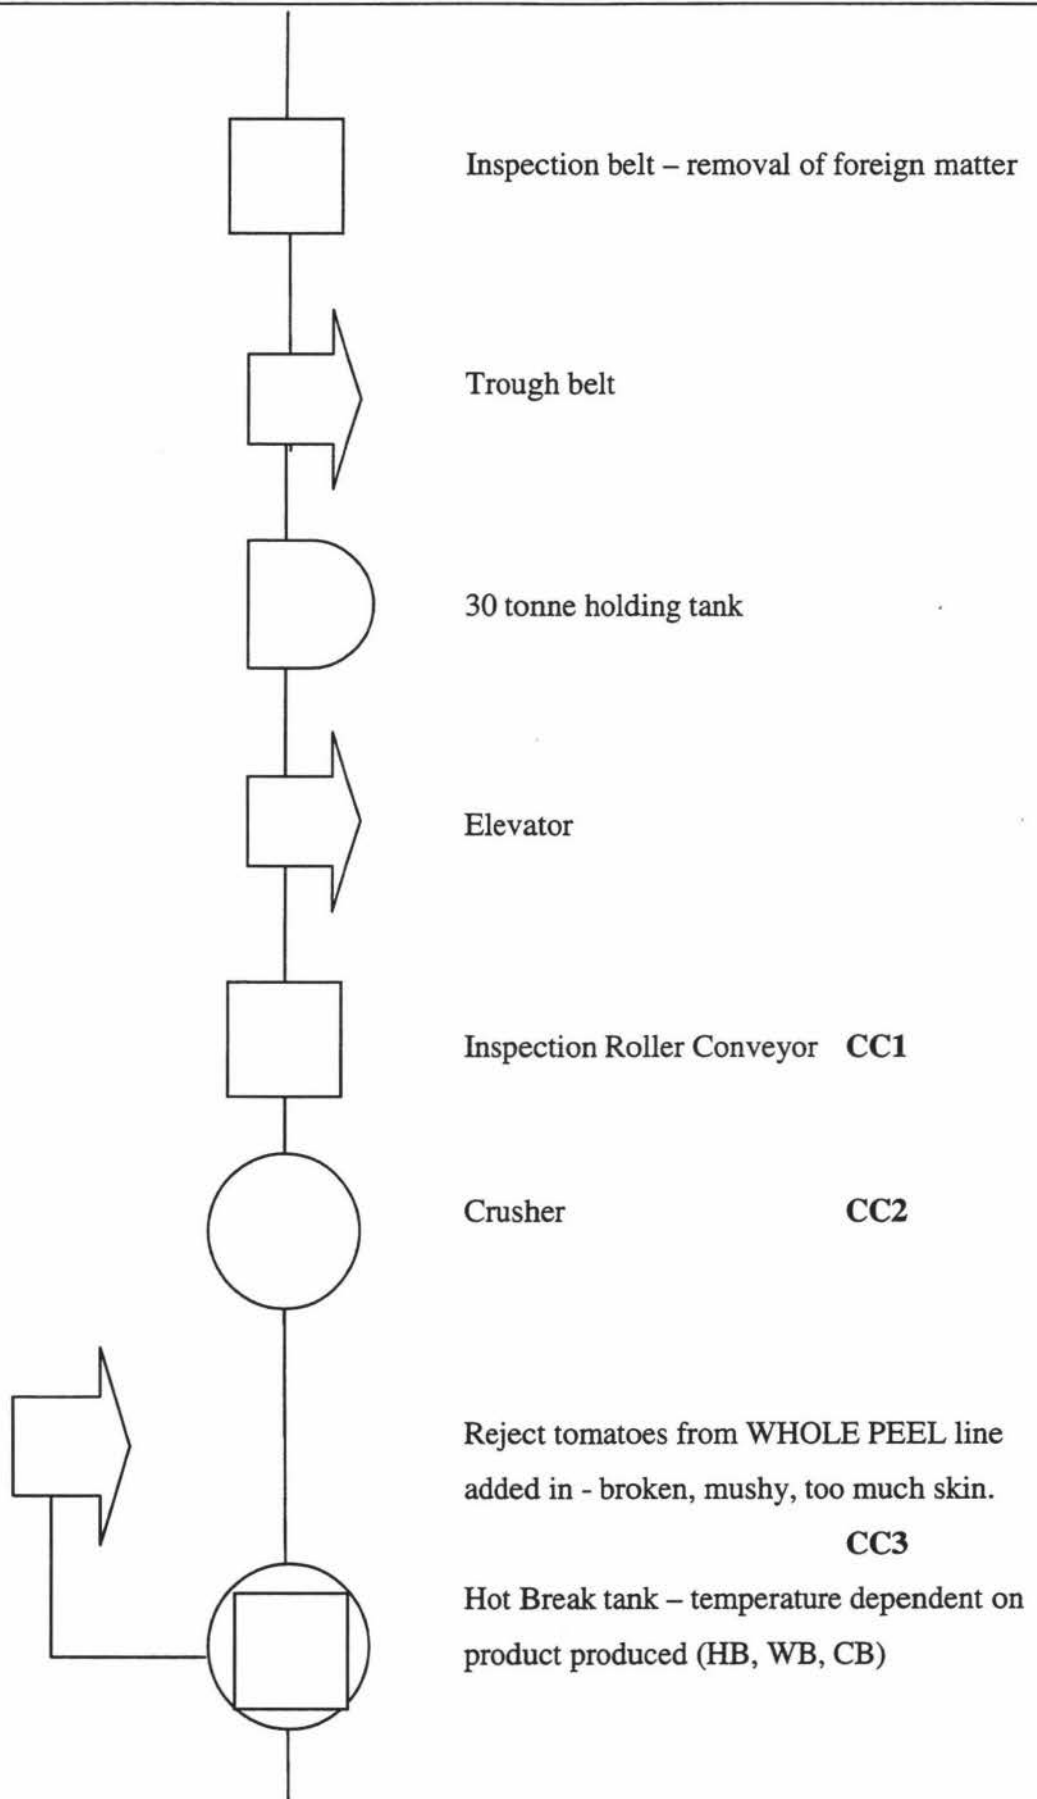 Inspection belt – removal of foreign matter
Trough belt
30 tonne holding tank
Elevator
Inspection Roller Conveyor CC1
Crusher CC2
Reject tomatoes from WHOLE PEEL line
added in - broken, mushy, too much skin.
CC3
Hot Break tank – temperature dependent on
product produced (HB, WB, CB)